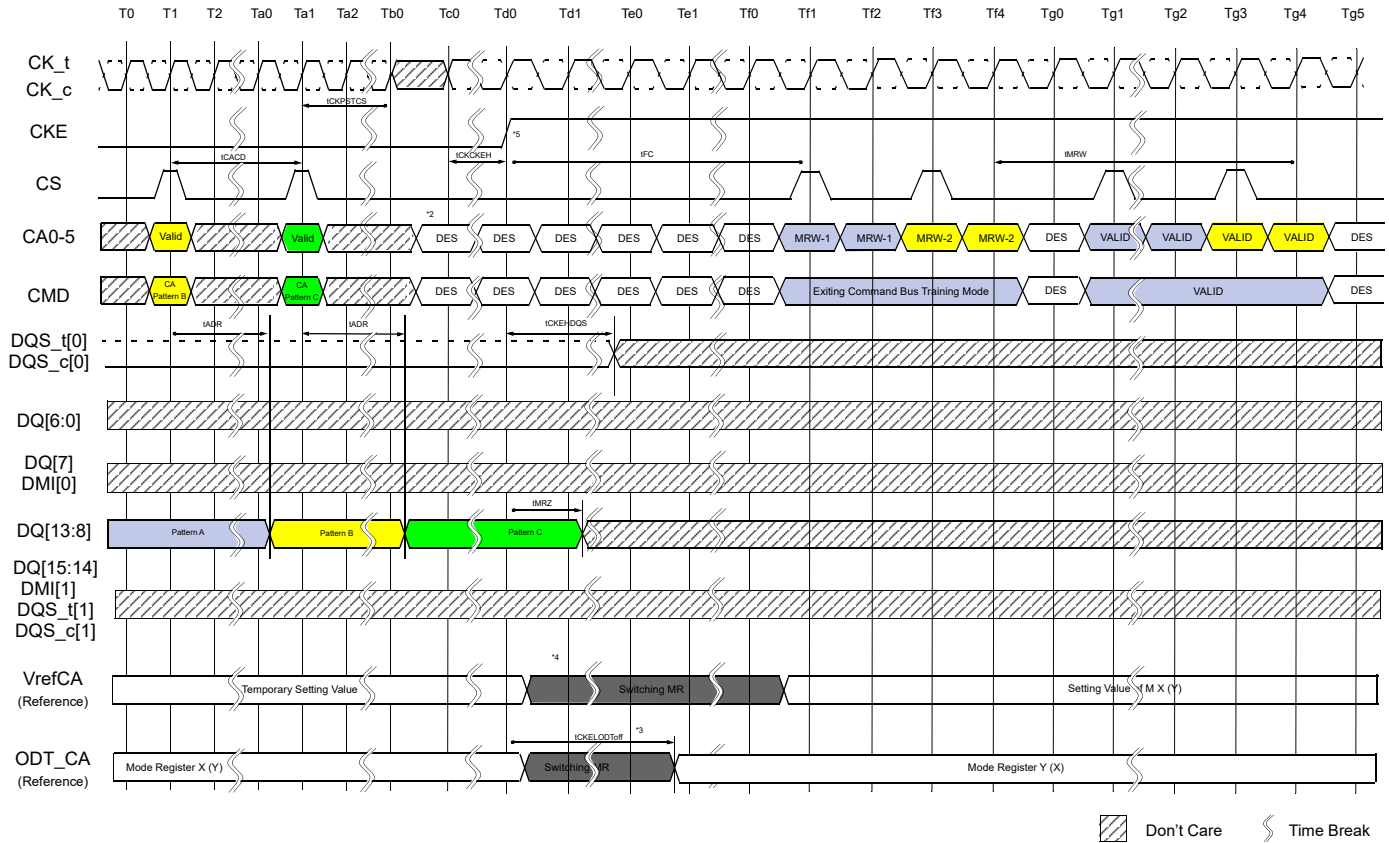 T0 T1 T2 Ta0 Ta1 Ta2 Tb0 Tc0 Td0 Td1 Te0 Te1 Tf0 Tf1 Tf2 Tf3 Tf4 Tg0 Tg1 Tg2 Tg3 Tg4 Tg5
CK_t
CK_c
tCKPSTCS
CKE
*5
tCACD
tCKCKEH
tFC
tMRW
CS
*2
CA0-5
Valid Valid DES DES DES DES DES DES MRW-1 MRW-1 MRW-2 MRW-2 DES VALID VALID VALID VALID DES
CMD
CA
Pattern B
CA
Pattern C
DES DES DES DES DES DES Exiting Command Bus Training Mode DES VALID DES
tADR tADR tCKEHDQS
DQS_t[0]
DQS_c[0]
DQ[6:0]
DQ[7]
DMI[0]
tMRZ
DQ[13:8]
Pattern A Pattern B Pattern C
DQ[15:14]
DMI[1]
DQS_t[1]
DQS_c[1]
*4
VrefCA
(Reference)
Temporary Setting Value Switching MR Setting Value of M X (Y)
tCKELODToff *3
ODT_CA
(Reference)
Mode Register X (Y) Switching MR Mode Register Y (X)
Don't Care Time Break